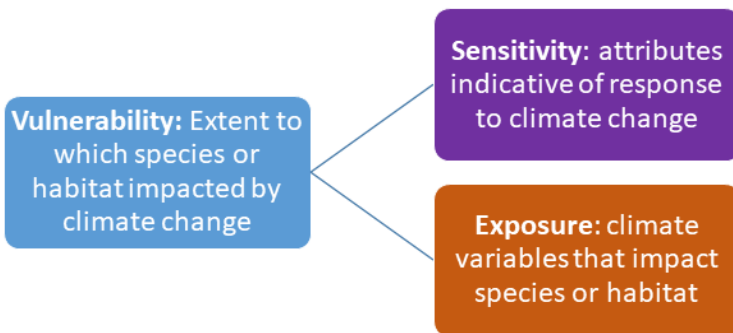 Vulnerability: Extent to
which species or
habitat impacted by
climate change
Sensitivity: attributes
indicative of response
to climate change
Exposure: climate
variables that impact
species or habitat